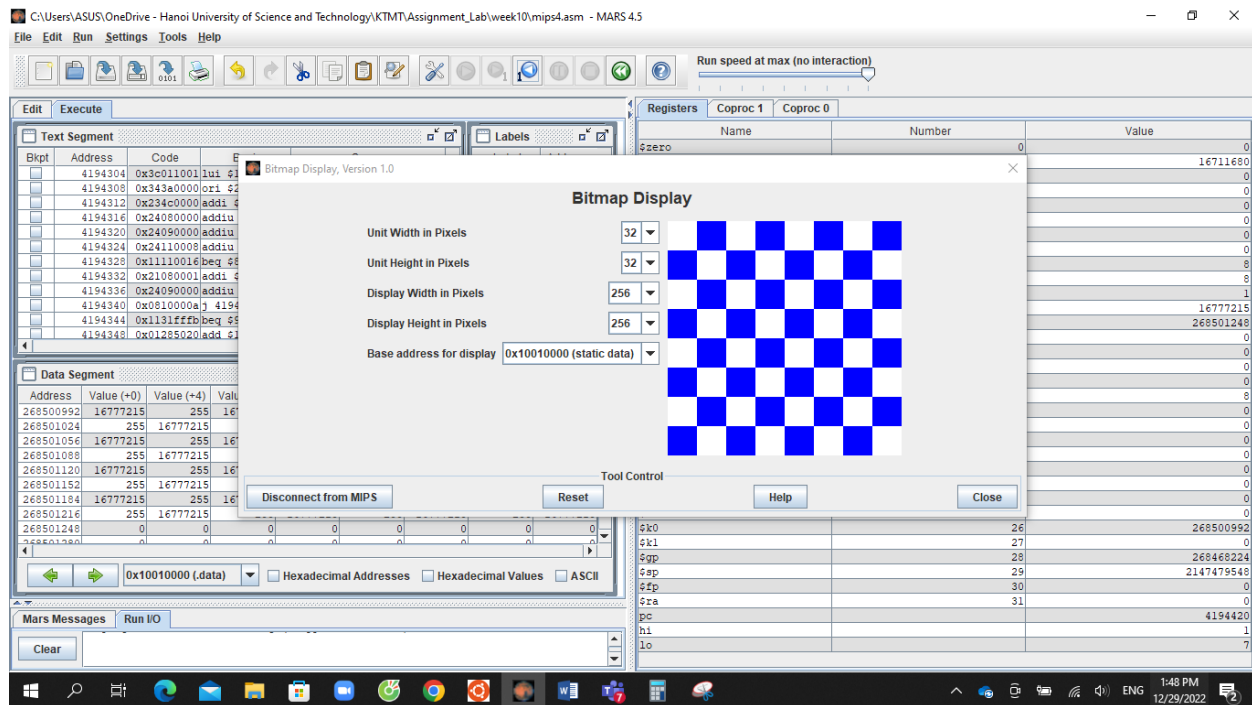 C:\Users\ASUS\OneDrive - Hanoi University of Science and Technology\KTMT\Assignment_Lab\week10\mips4.asm - MARS 4.5
File Edit Run Settings Tools Help
Run speed at max (no interaction)
Edit Execute
Text Segment
Labels
Bkpt Address Code
4194304 0x3c011001 lui $1
4194308 0x343a0000 ori $2
4194312 0x234c0000 addi $
4194316 0x24080000 addiu
4194320 0x24090000 addiu
4194324 0x24110008 addiu
4194328 0x11110016 beq $8
4194332 0x21080001 addi $
4194336 0x24090000 addiu
4194340 0x0810000a j 4194
4194344 0x1131fffb beq $9
4194348 0x01285020 add $1
Registers Coproc 1 Coproc 0
Name Number Value
$zero 0 0
16711680
0
0
0
0
0
8
8
1
16777215
268501248
0
0
0
0
8
0
0
0
0
0
0
0
0
0
$k0 26 268500992
$k1 27 0
$gp 28 268468224
$sp 29 2147479548
$fp 30 0
$ra 31 0
pc 4194420
hi 1
lo 7
Bitmap Display, Version 1.0
Bitmap Display
Unit Width in Pixels 32
Unit Height in Pixels 32
Display Width in Pixels 256
Display Height in Pixels 256
Base address for display 0x10010000 (static data)
Tool Control
Disconnect from MIPS Reset Help Close
Data Segment
Address Value (+0) Value (+4) Valu
268500992 16777215 255 16
268501024 255 16777215
268501056 16777215 255 16
268501088 255 16777215
268501120 16777215 255 16
268501152 255 16777215
268501184 16777215 255 16
268501216 255 16777215
268501248 0 0 0 0 0 0 0
0x10010000 (.data) Hexadecimal Addresses Hexadecimal Values ASCII
Mars Messages Run I/O
Clear
ENG
1:48 PM
12/29/2022
7
2